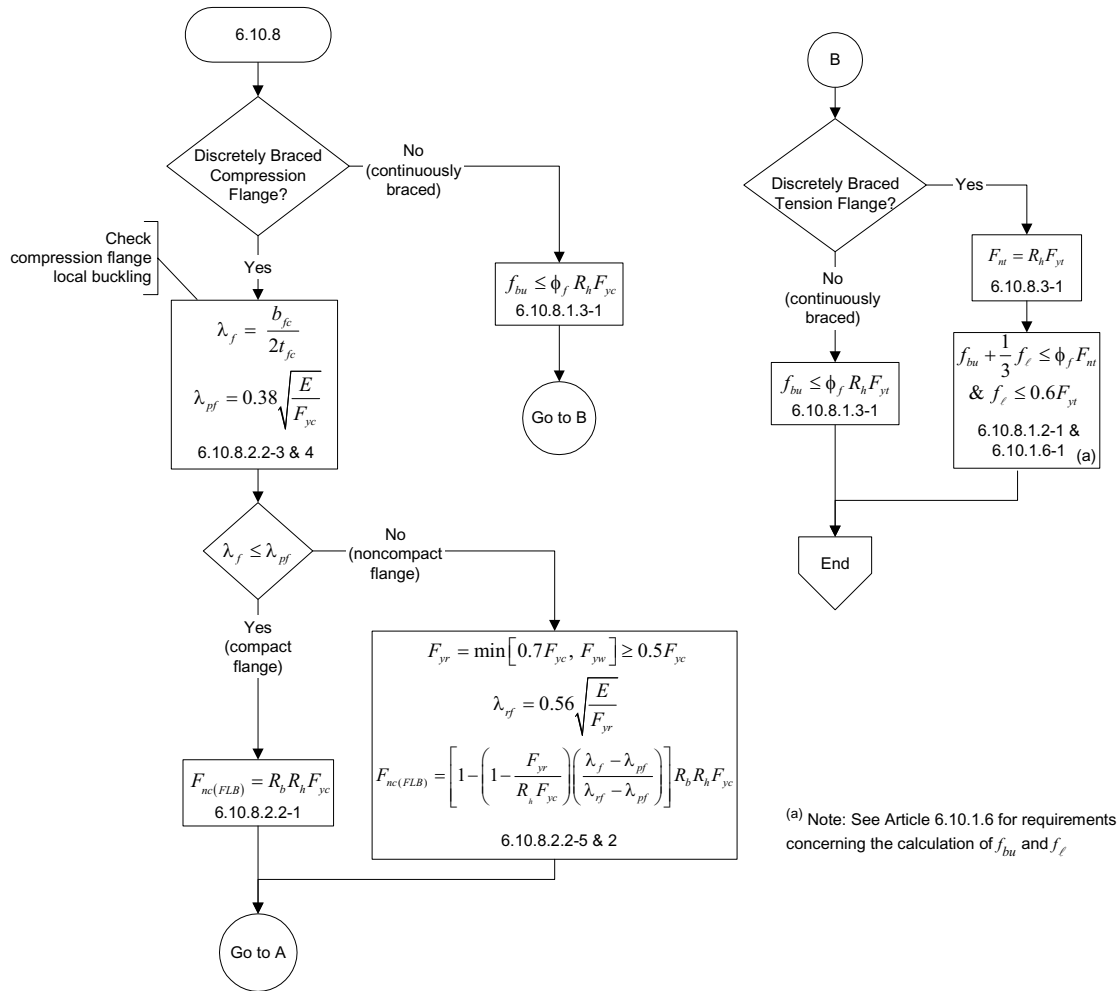 6.10.8
Discretely Braced
Compression
Flange?
No
(continuously
braced)
Check
compression flange
local buckling
Yes
f_bu ≤ ϕ_f R_h F_yc
6.10.8.1.3-1
λ_f = b_fc / 2t_fc
λ_pf = 0.38 √(E / F_yc)
6.10.8.2.2-3 & 4
Go to B
λ_f ≤ λ_pf
No
(noncompact
flange)
Yes
(compact
flange)
F_yr = min[0.7F_yc, F_yw] ≥ 0.5F_yc
λ_rf = 0.56 √(E / F_yr)
F_nc(FLB) = [1 − (1 − F_yr / R_h F_yc)((λ_f − λ_pf) / (λ_rf − λ_pf))] R_b R_h F_yc
6.10.8.2.2-5 & 2
F_nc(FLB) = R_b R_h F_yc
6.10.8.2.2-1
Go to A
B
Discretely Braced
Tension Flange?
Yes
F_nt = R_h F_yt
6.10.8.3-1
No
(continuously
braced)
f_bu + 1/3 f_ℓ ≤ ϕ_f F_nt
& f_ℓ ≤ 0.6F_yt
6.10.8.1.2-1 &
6.10.1.6-1 (a)
f_bu ≤ ϕ_f R_h F_yt
6.10.8.1.3-1
End
(a) Note: See Article 6.10.1.6 for requirements
concerning the calculation of f_bu and f_ℓ